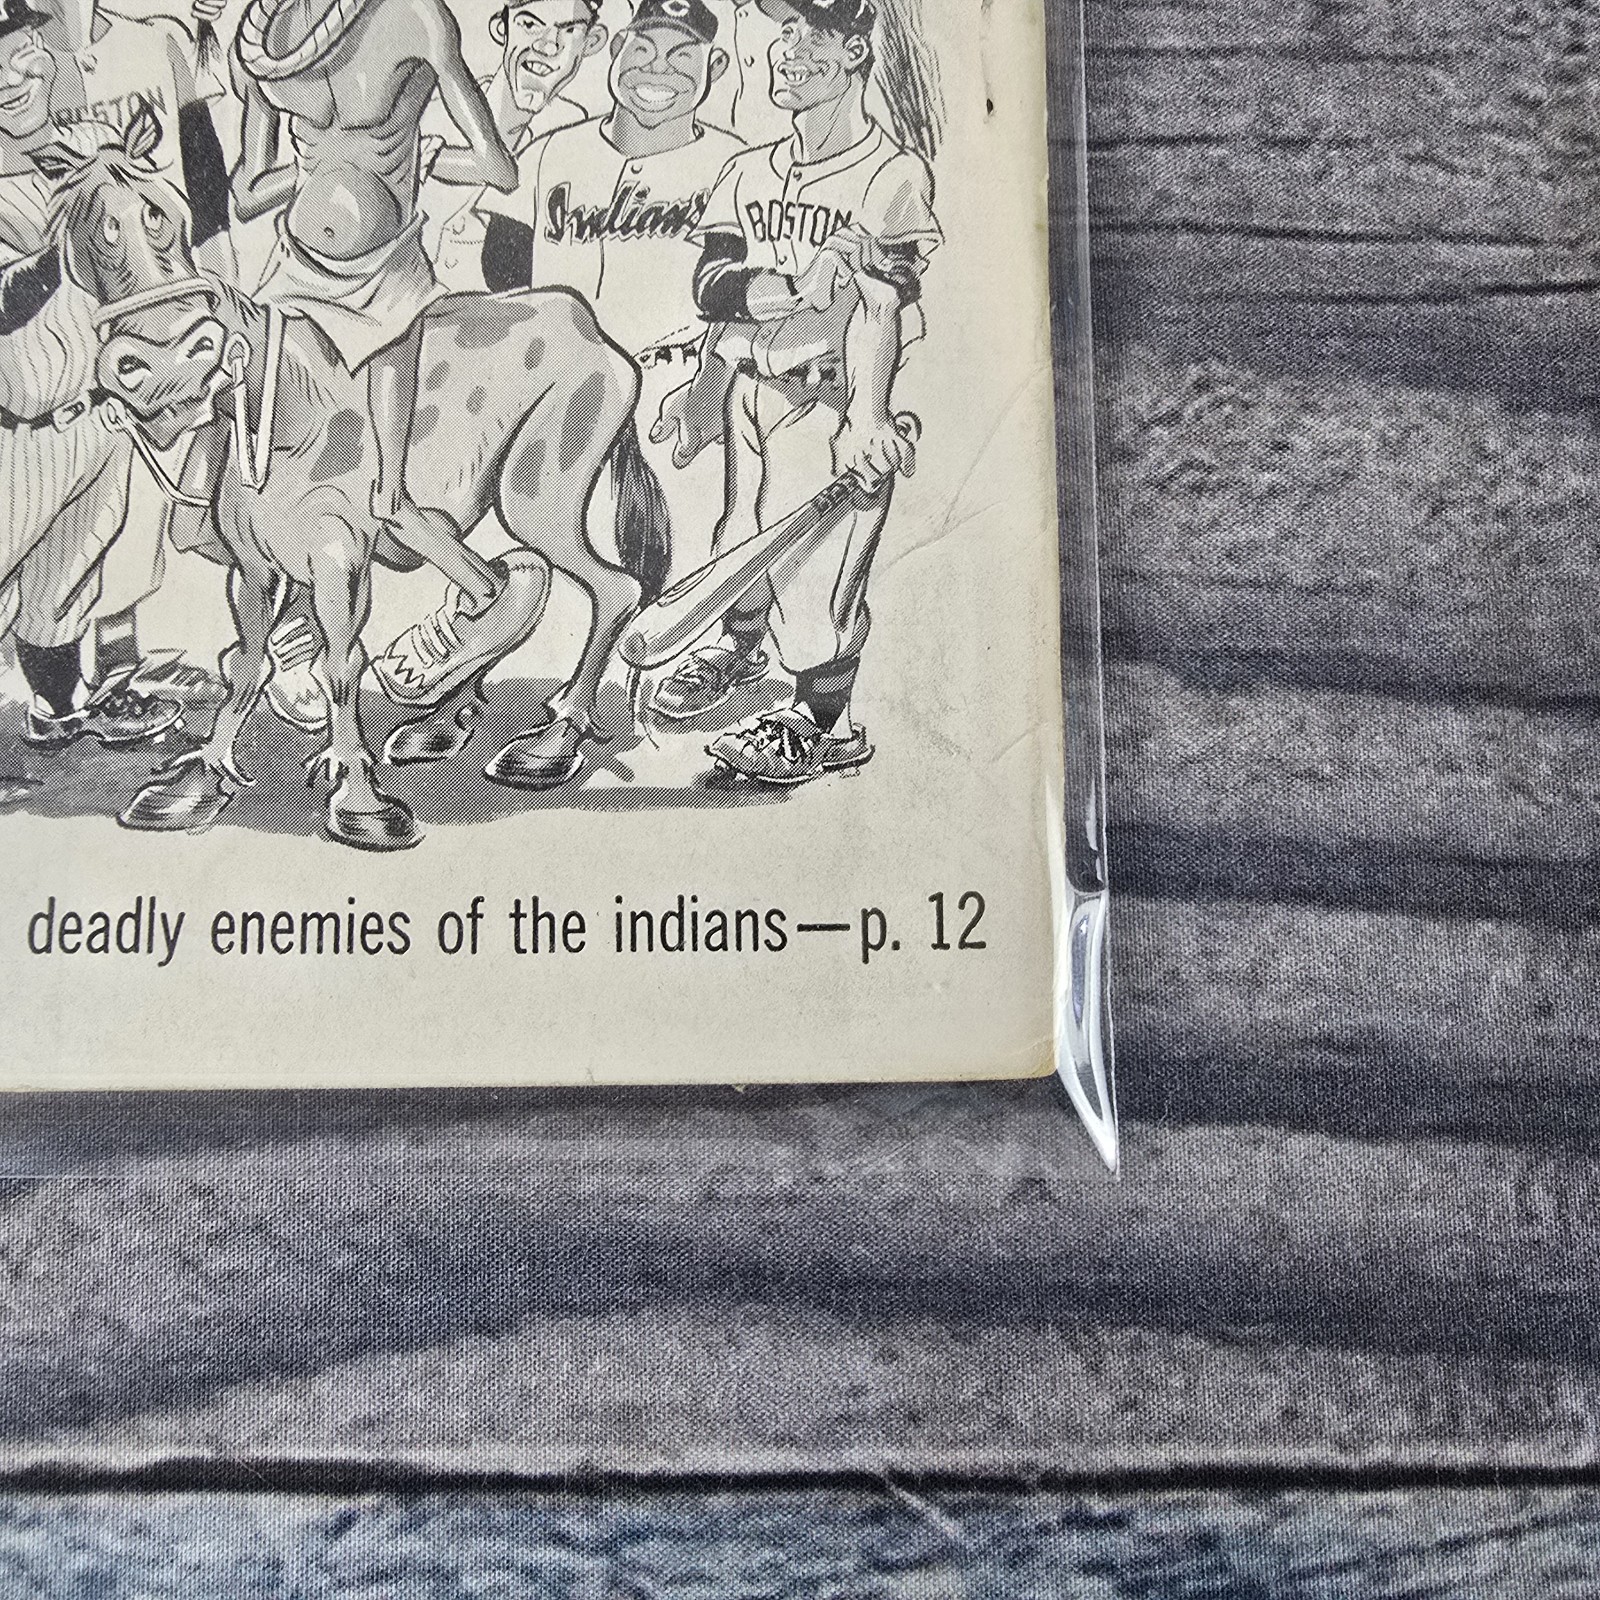 BOSTON
Indians
BOSTON
deadly enemies of the indians—p. 12